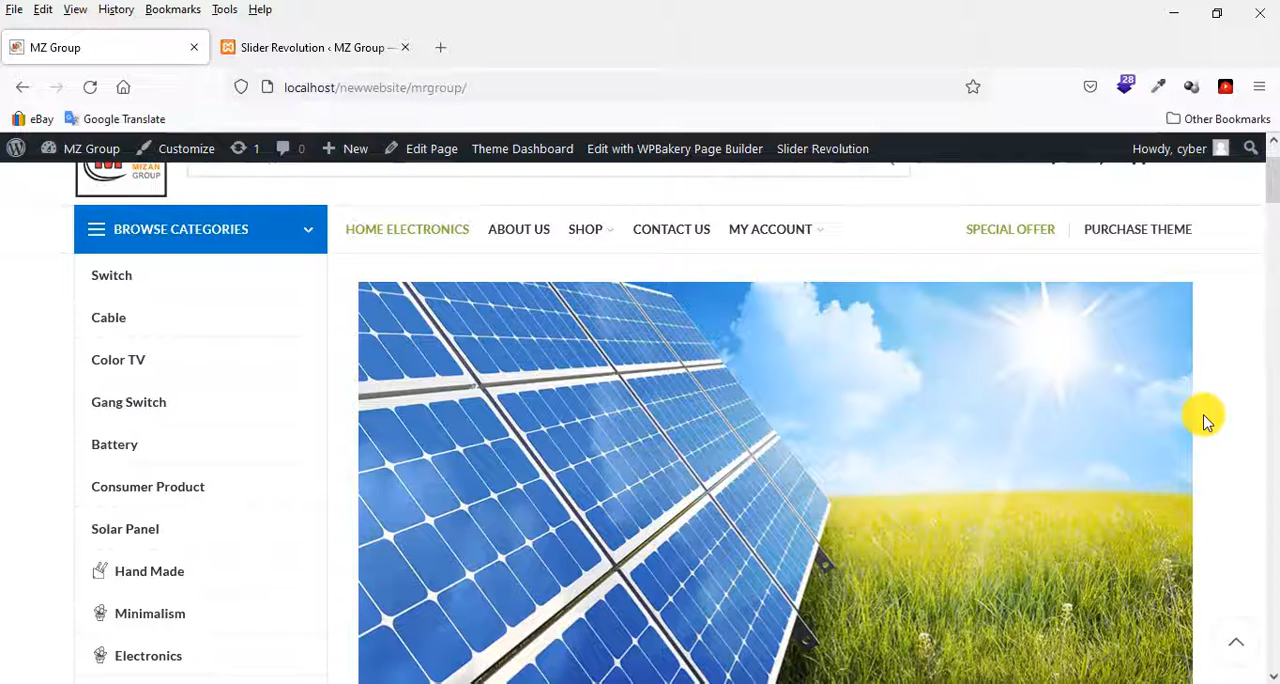 File Edit View History Bookmarks Tools Help
MZ Group
Slider Revolution ‹ MZ Group —
localhost/newwebsite/mrgroup/
28
eBay
Google Translate
Other Bookmarks
MZ Group Customize 1 0 New Edit Page Theme Dashboard Edit with WPBakery Page Builder Slider Revolution Howdy, cyber
MIZAN
GROUP
BROWSE CATEGORIES
HOME ELECTRONICS ABOUT US SHOP CONTACT US MY ACCOUNT SPECIAL OFFER PURCHASE THEME
Switch
Cable
Color TV
Gang Switch
Battery
Consumer Product
Solar Panel
Hand Made
Minimalism
Electronics